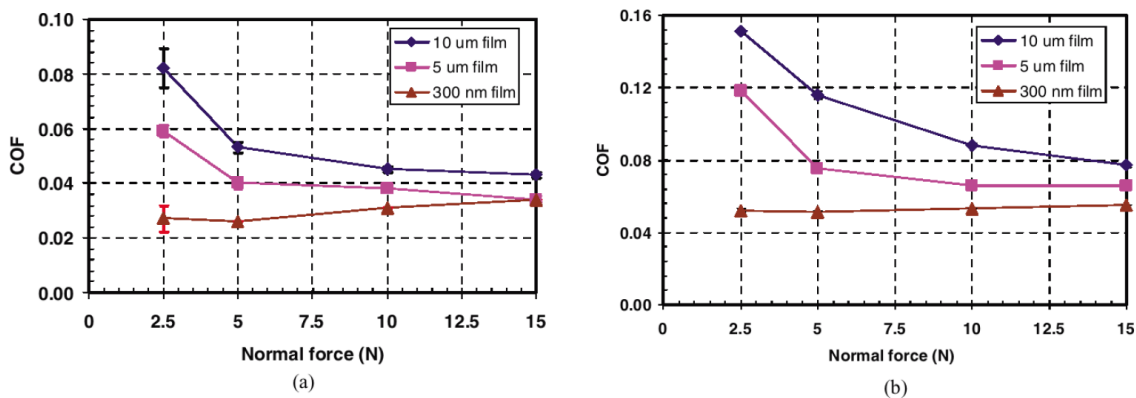 0.10
0.08
0.06
0.04
0.02
0.00
COF
10 um film
5 um film
300 nm film
0 2.5 5 7.5 10 12.5 15
Normal force (N)
(a)
0.16
0.12
0.08
0.04
0.00
COF
10 um film
5 um film
300 nm film
0 2.5 5 7.5 10 12.5 15
Normal force (N)
(b)